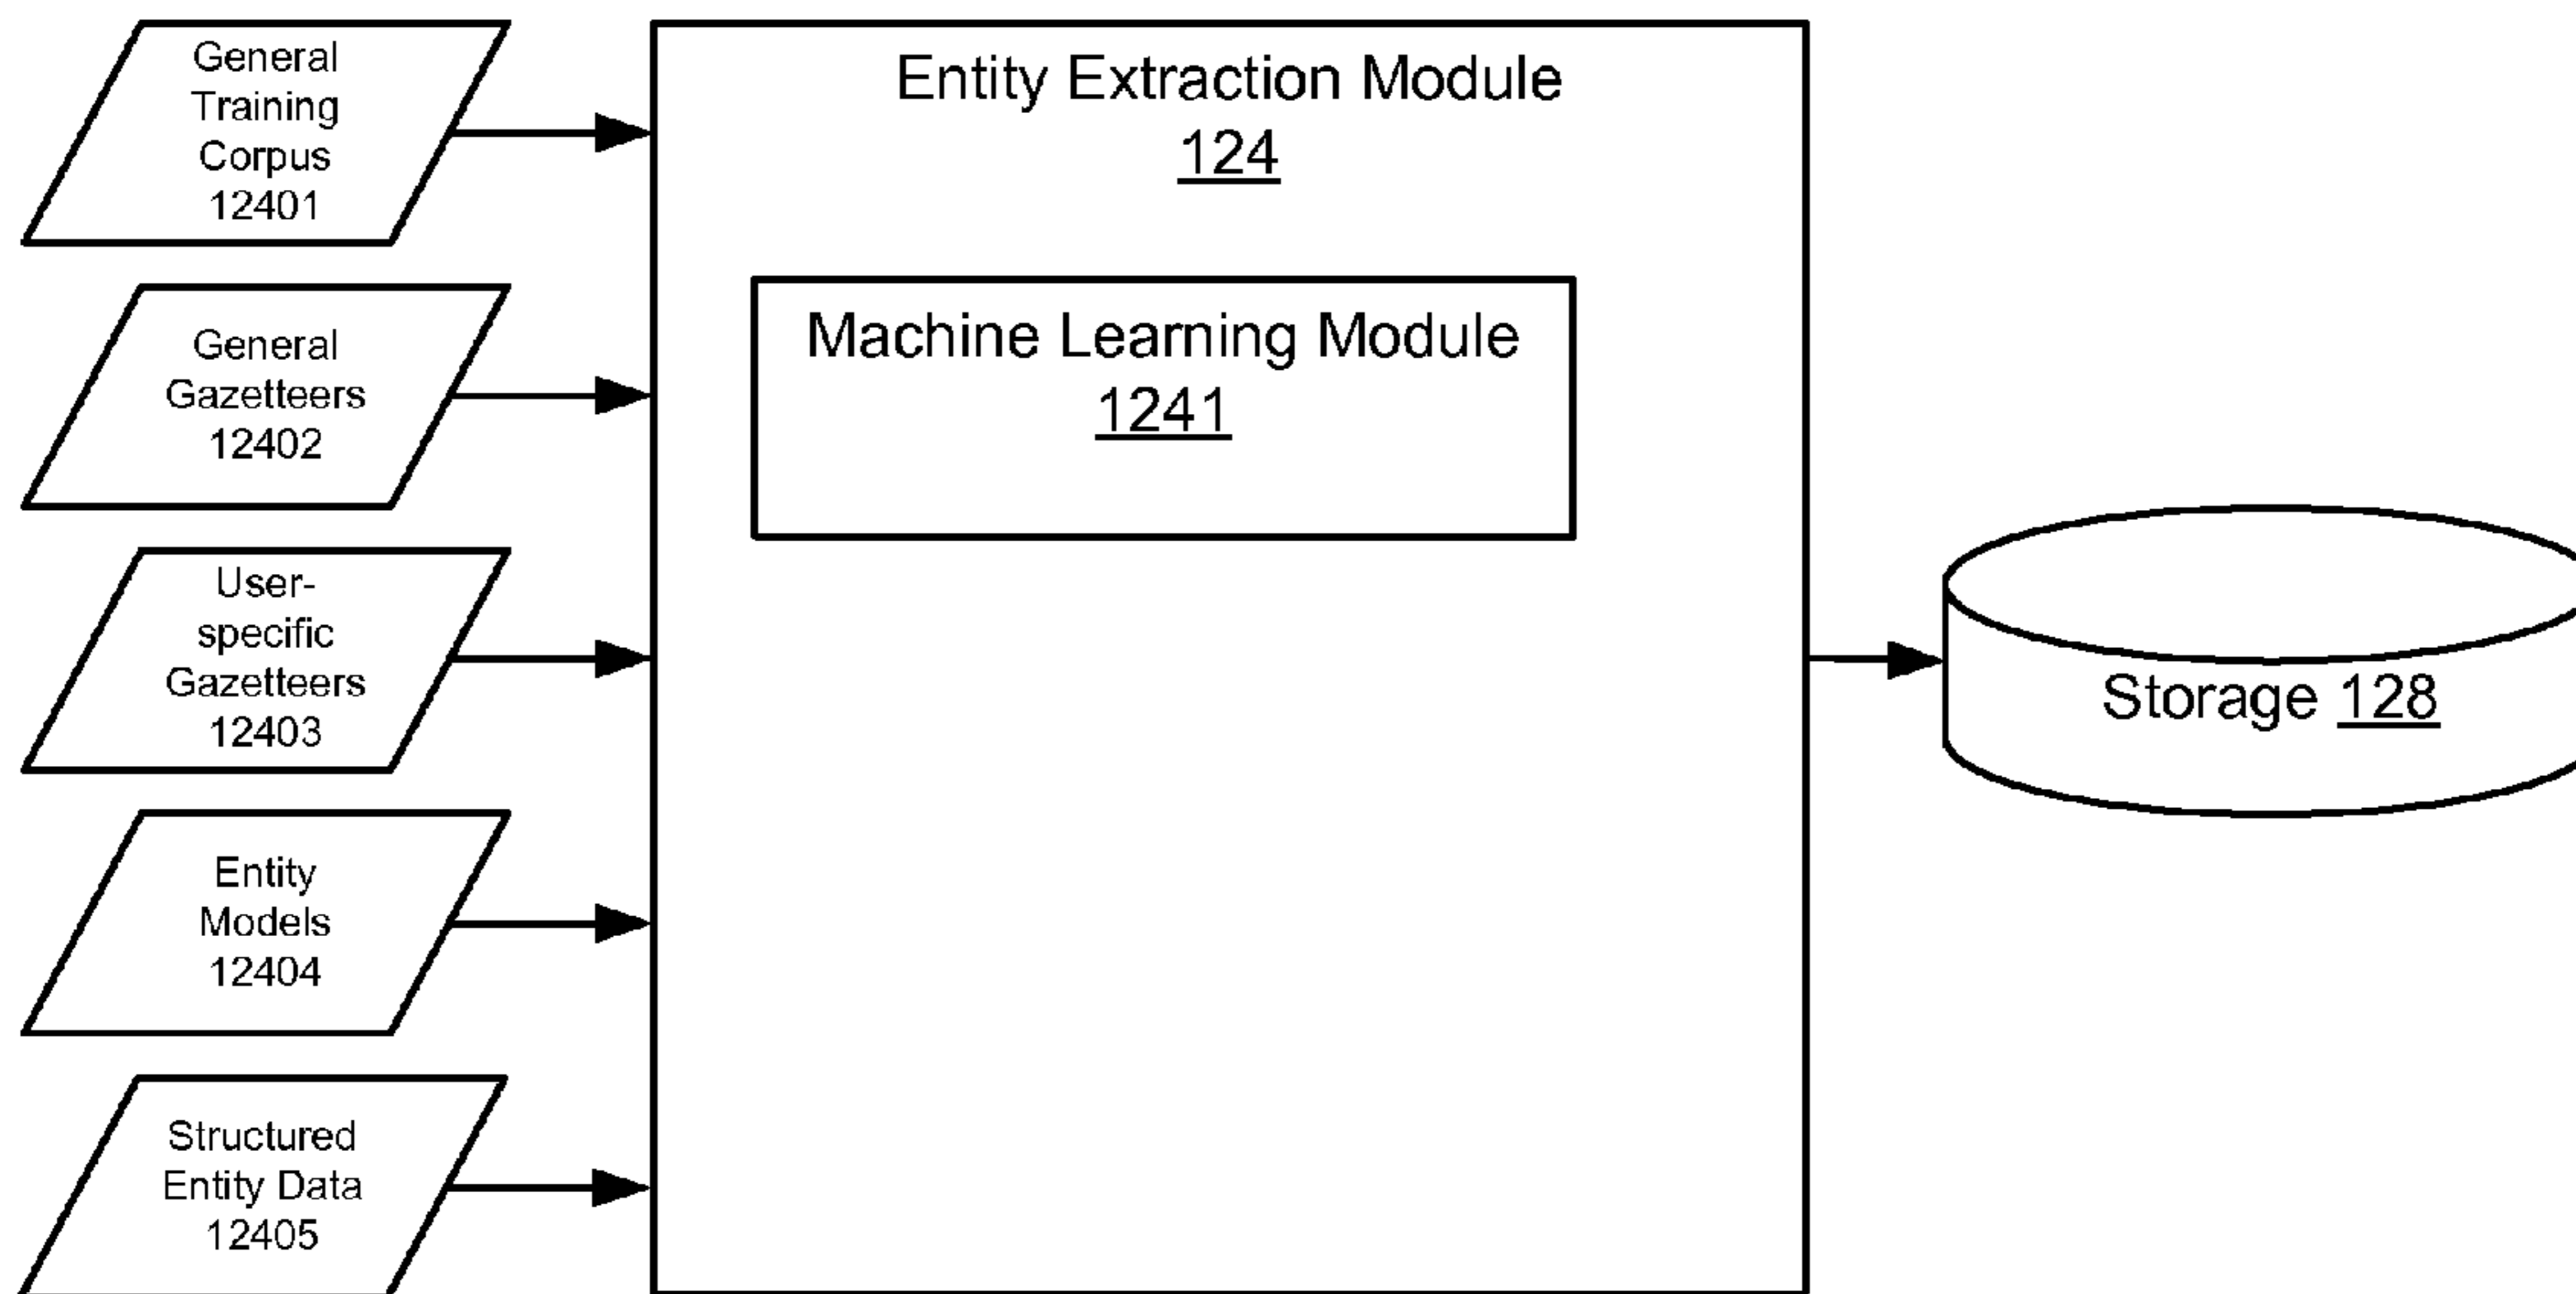 General
Training
Corpus
12401
General
Gazetteers
12402
User-
specific
Gazetteers
12403
Entity
Models
12404
Structured
Entity Data
12405
Entity Extraction Module
124
Machine Learning Module
1241
Storage 128